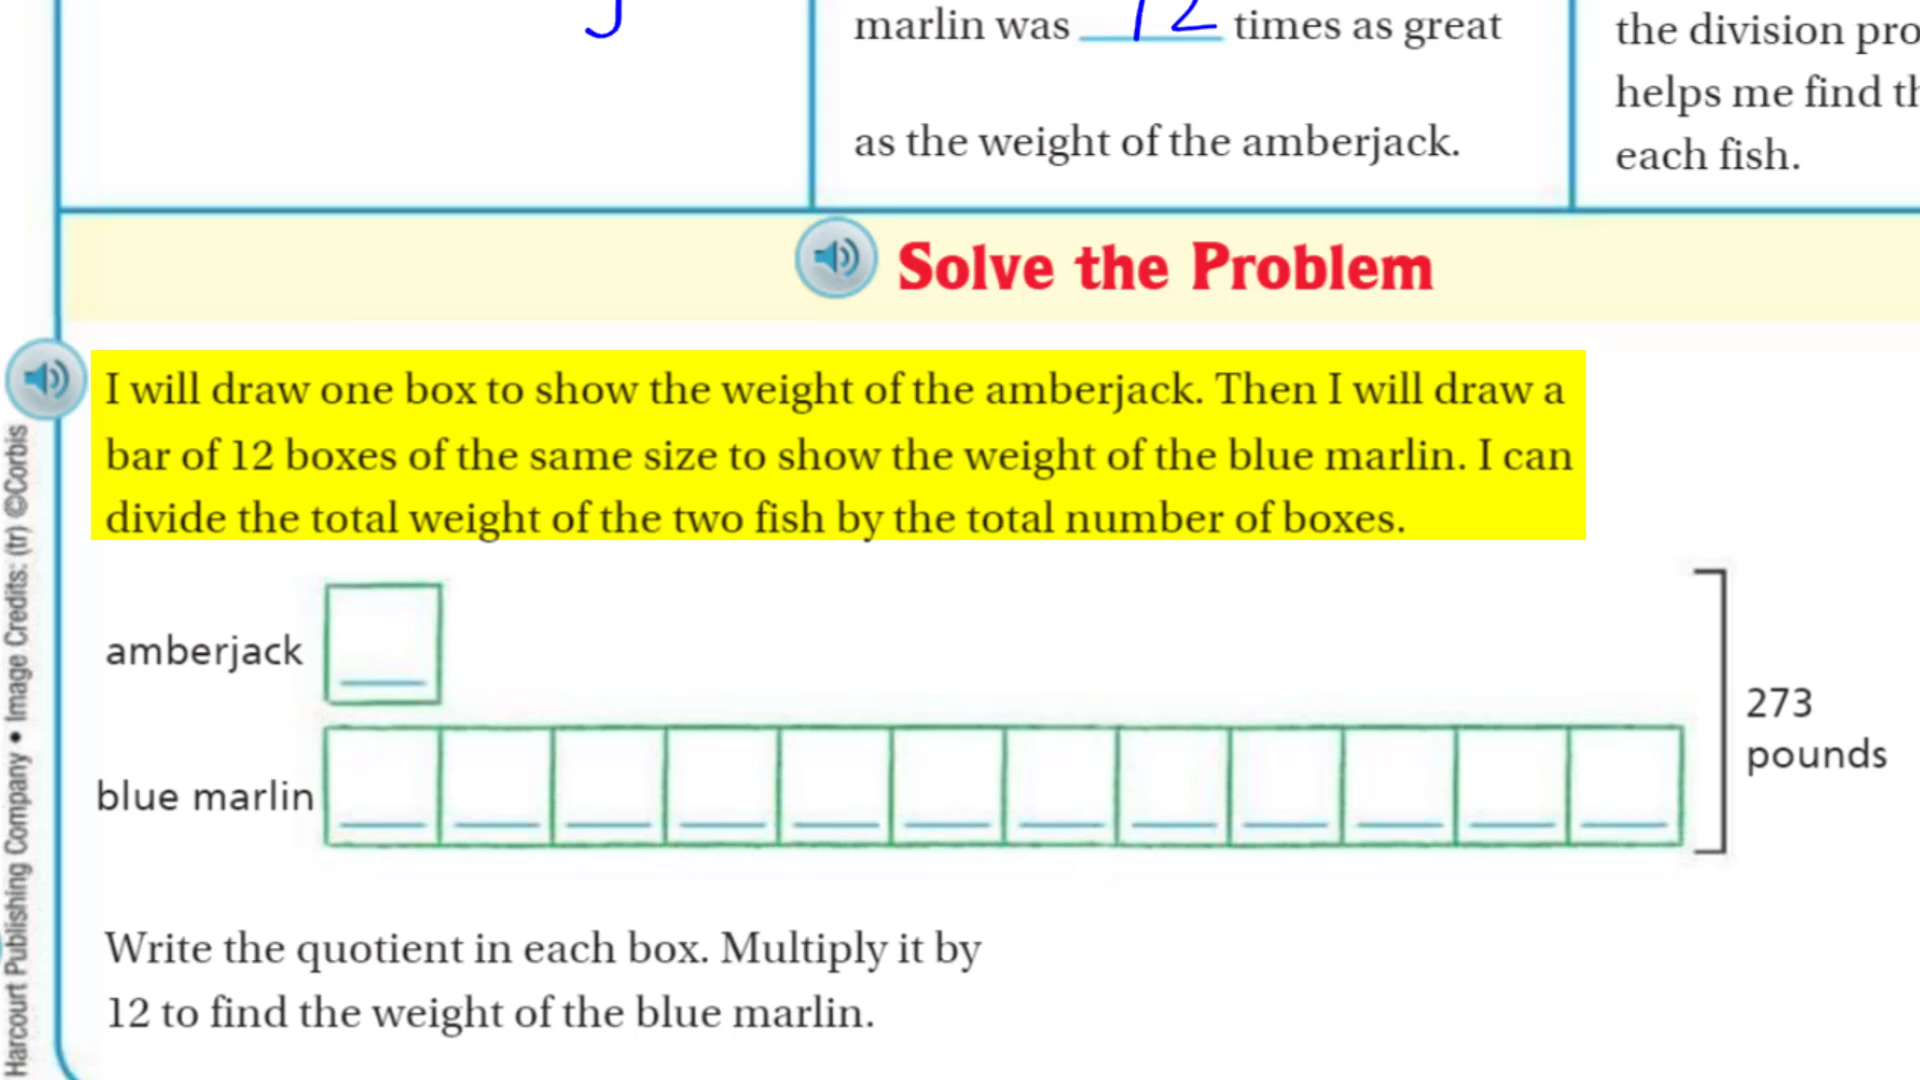 marlin was 12 times as great
as the weight of the amberjack.
the division pro
helps me find th
each fish.
Solve the Problem
I will draw one box to show the weight of the amberjack. Then I will draw a
bar of 12 boxes of the same size to show the weight of the blue marlin. I can
divide the total weight of the two fish by the total number of boxes.
amberjack
blue marlin
273
pounds
Write the quotient in each box. Multiply it by
12 to find the weight of the blue marlin.
Harcourt Publishing Company • Image Credits: (tr) ©Corbis